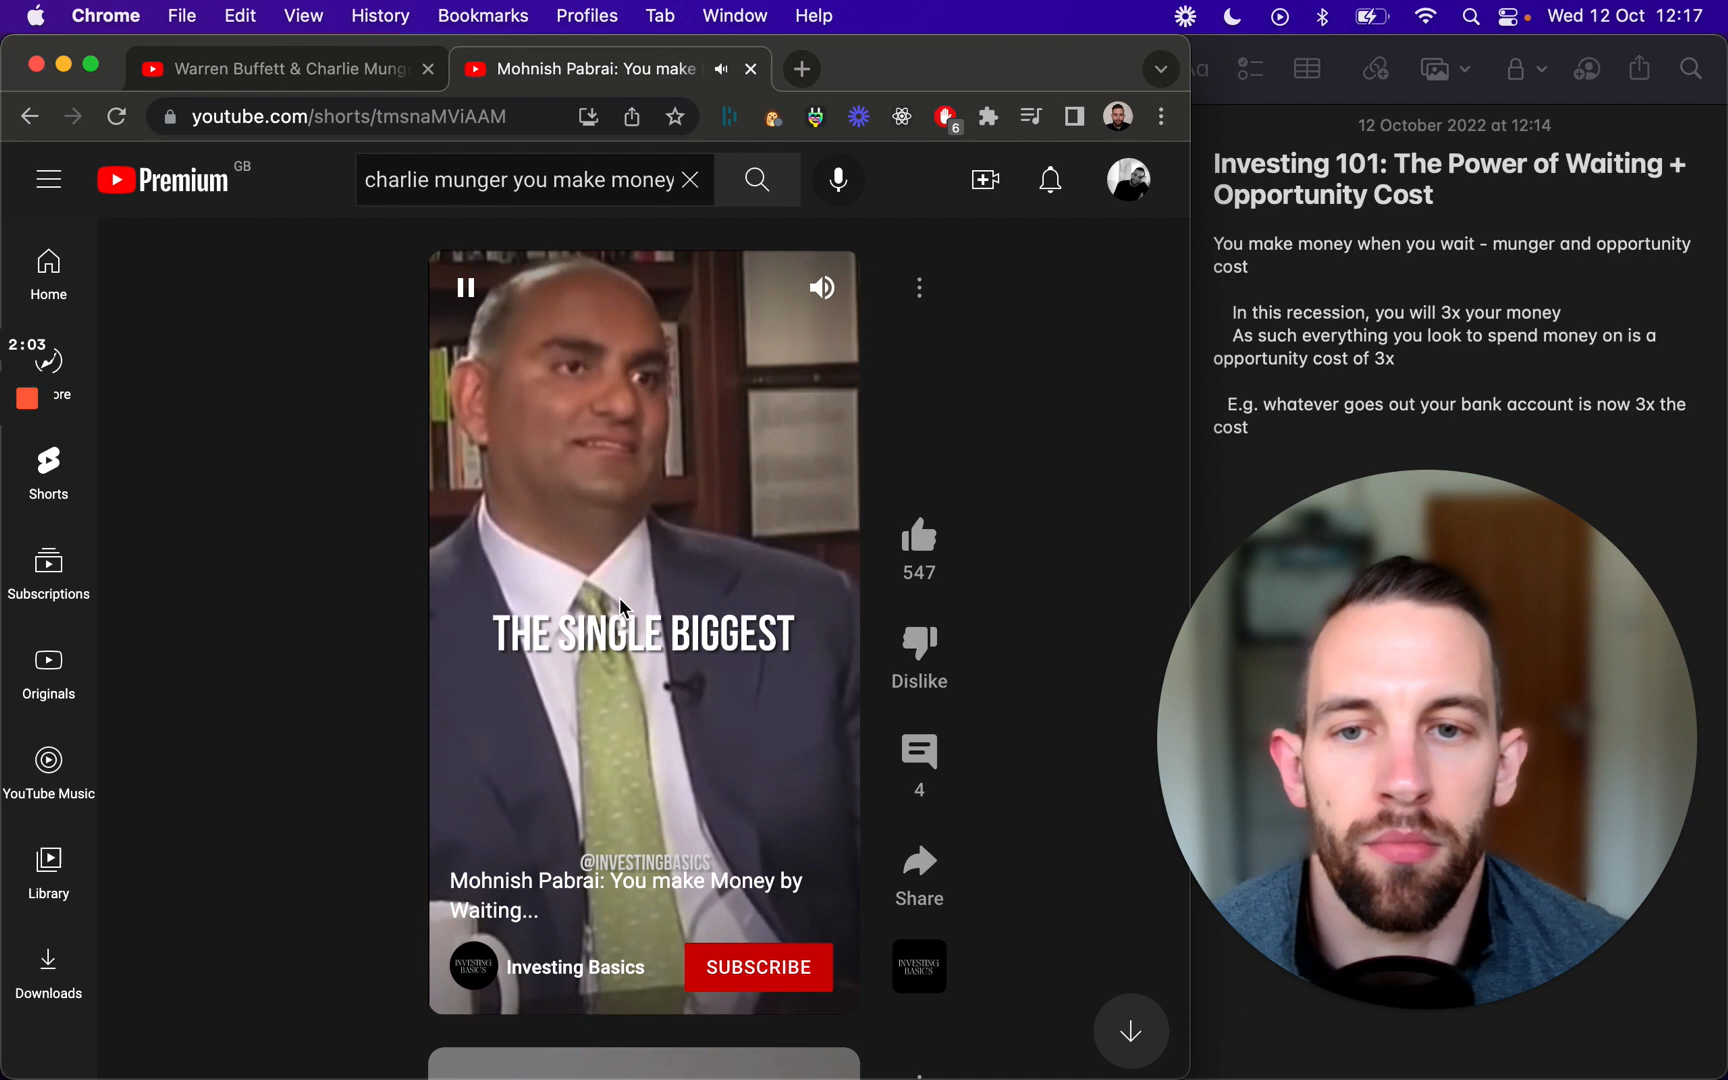 Chrome File Edit View History Bookmarks Profiles Tab Window Help Wed 12 Oct 12:17
Warren Buffett & Charlie Mung
Mohnish Pabrai: You make
youtube.com/shorts/tmsnaMViAAM
6
Premium GB
charlie munger you make money
Home
2:03
ore
Shorts
Subscriptions
Originals
YouTube Music
Library
Downloads
THE SINGLE BIGGEST
@INVESTINGBASICS
Mohnish Pabrai: You make Money by
Waiting...
INVESTING
BASICS
Investing Basics
SUBSCRIBE
547
Dislike
4
Share
INVESTING
BASICS
12 October 2022 at 12:14
Investing 101: The Power of Waiting +
Opportunity Cost
You make money when you wait - munger and opportunity
cost
In this recession, you will 3x your money
As such everything you look to spend money on is a
opportunity cost of 3x
E.g. whatever goes out your bank account is now 3x the
cost